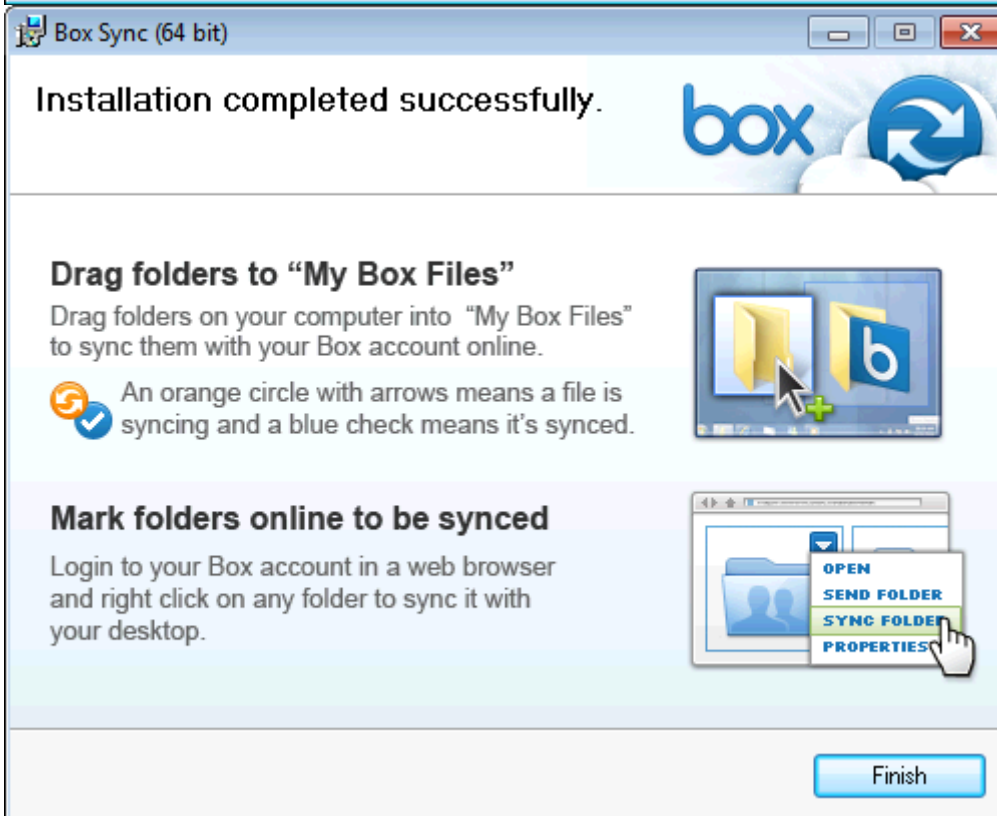 Box Sync (64 bit)
Installation completed successfully.
box
Drag folders to “My Box Files”
Drag folders on your computer into “My Box Files”
to sync them with your Box account online.
An orange circle with arrows means a file is
syncing and a blue check means it’s synced.
b
Mark folders online to be synced
Login to your Box account in a web browser
and right click on any folder to sync it with
your desktop.
OPEN
SEND FOLDER
SYNC FOLDER
PROPERTIES
Finish